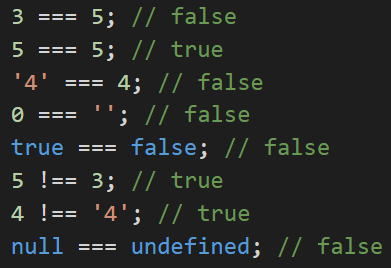 3 === 5; // false
5 === 5; // true
'4' === 4; // false
0 === ''; // false
true === false; // false
5 !== 3; // true
4 !== '4'; // true
null === undefined; // false